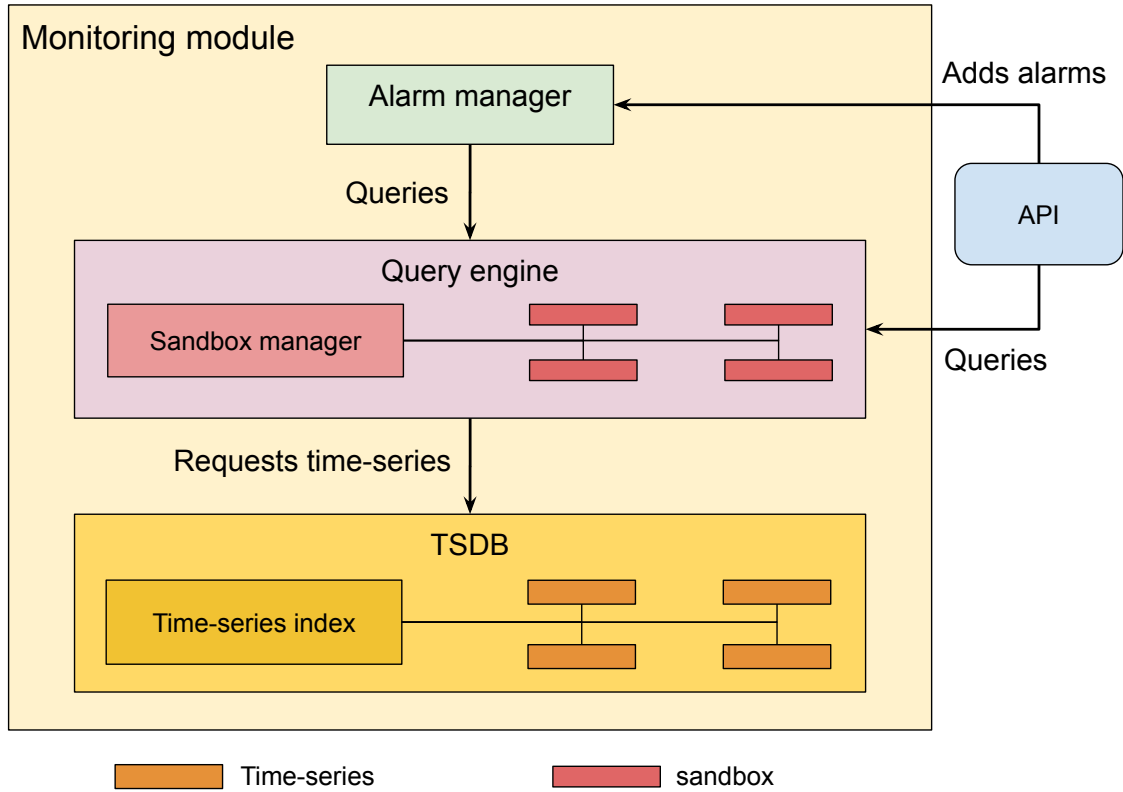 Monitoring module
Alarm manager
Adds alarms
Queries
API
Query engine
Sandbox manager
Queries
Requests time-series
TSDB
Time-series index
Time-series
sandbox